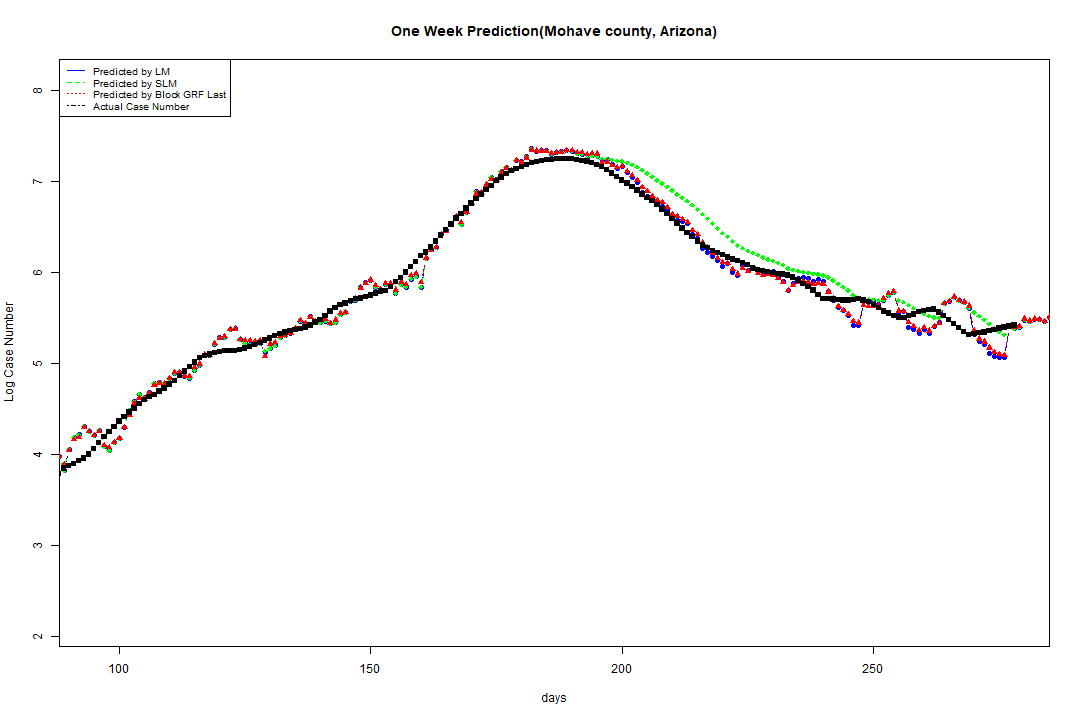 One Week Prediction(Mohave county, Arizona)
Predicted by LM
Predicted by SLM
Predicted by Block GRF Last
Actual Case Number
8
7
6
5
4
3
2
Log Case Number
100 150 200 250
days